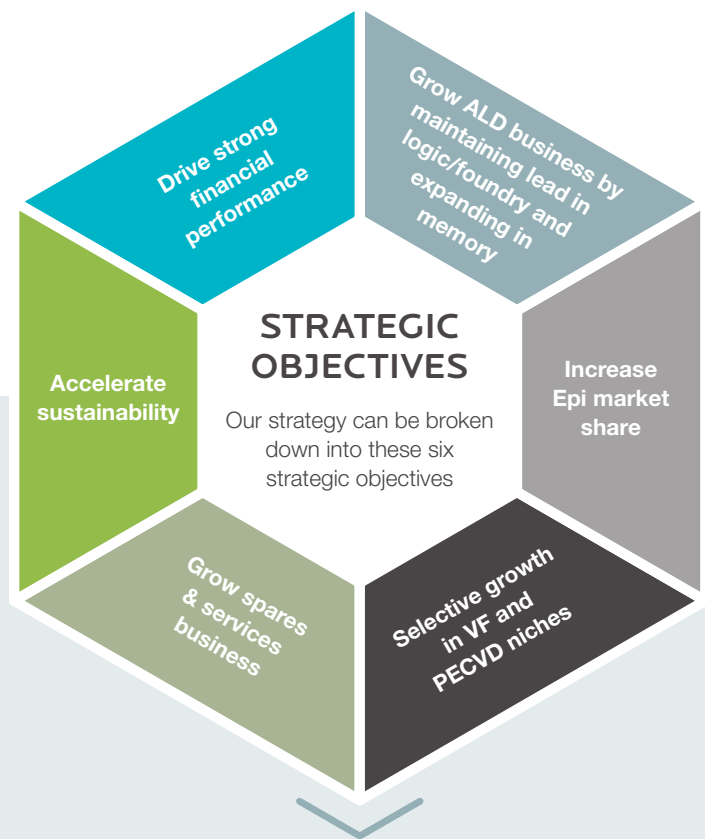 STRATEGIC
OBJECTIVES
Our strategy can be broken
down into these six
strategic objectives
Grow ALD business by
maintaining lead in
logic/foundry and
expanding in
memory
Increase
Epi market
share
Selective growth
in VF and
PECVD niches
Grow spares
& services
business
Accelerate
sustainability
Drive strong
financial
performance